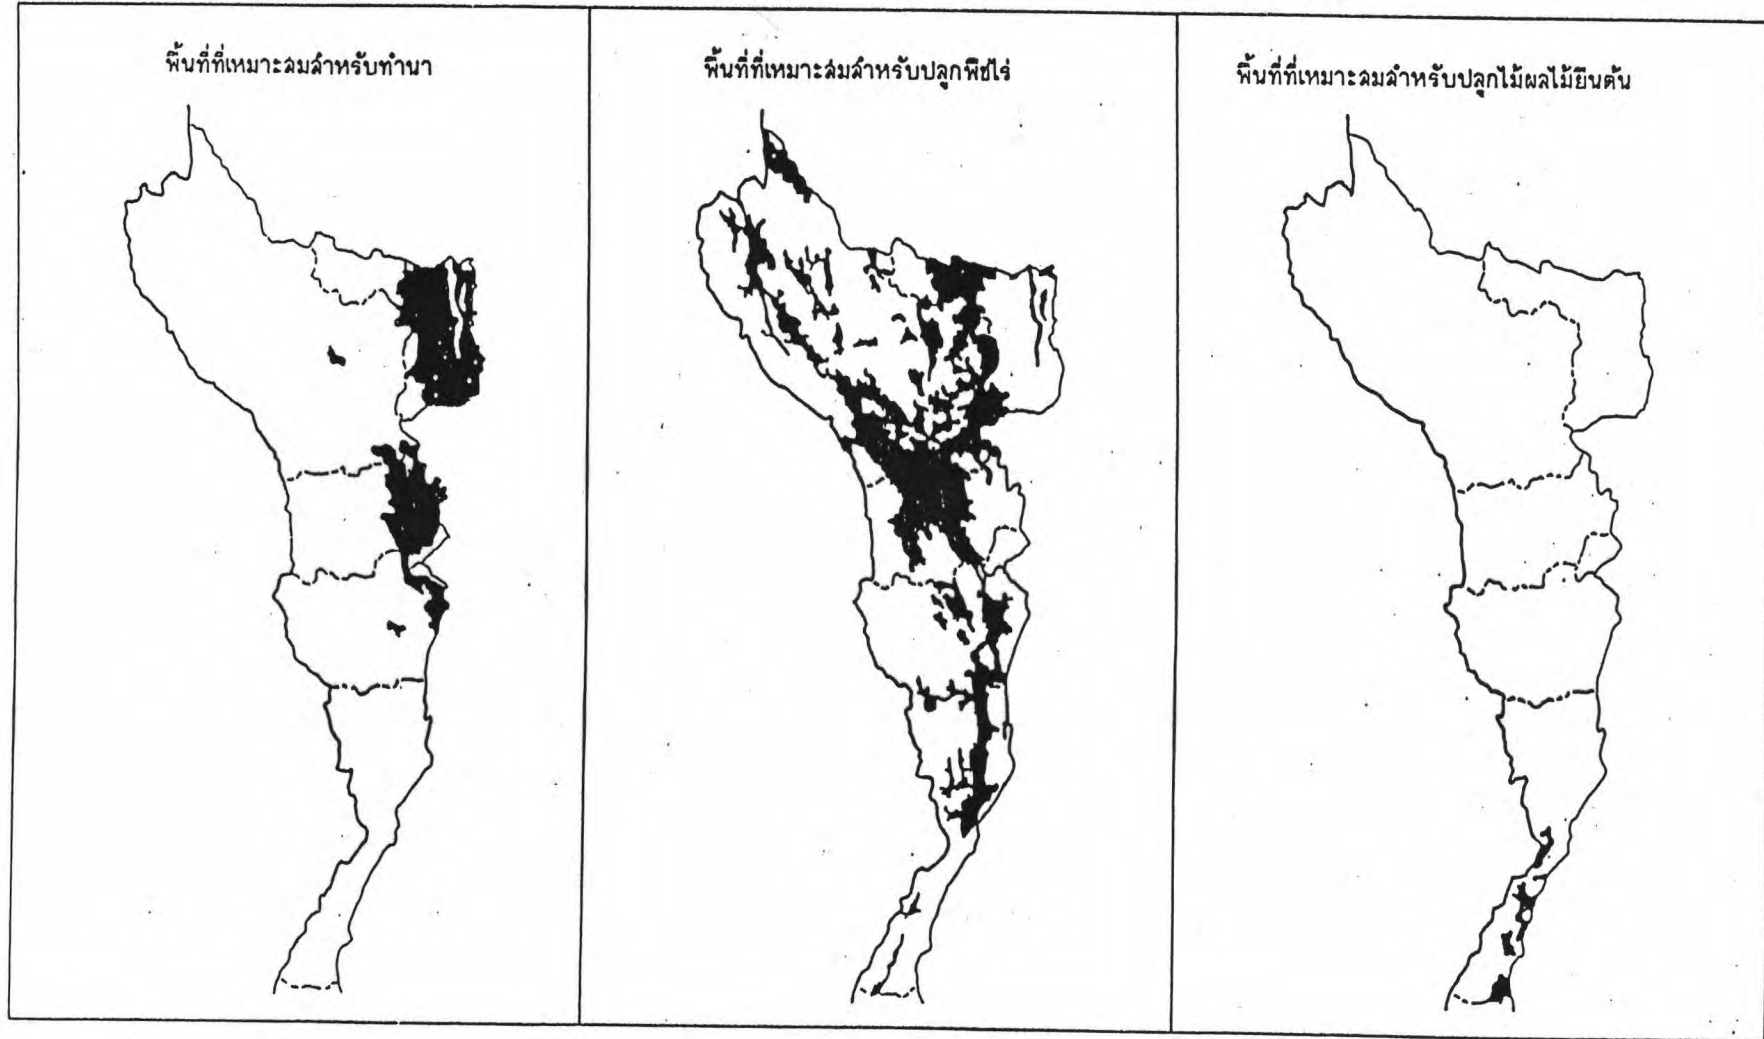 พื้นที่ที่เหมาะสมสำหรับทำนา
พื้นที่ที่เหมาะสมสำหรับปลูกพืชไร่
พื้นที่ที่เหมาะสมสำหรับปลูกไม้ผลไม้ยืนต้น